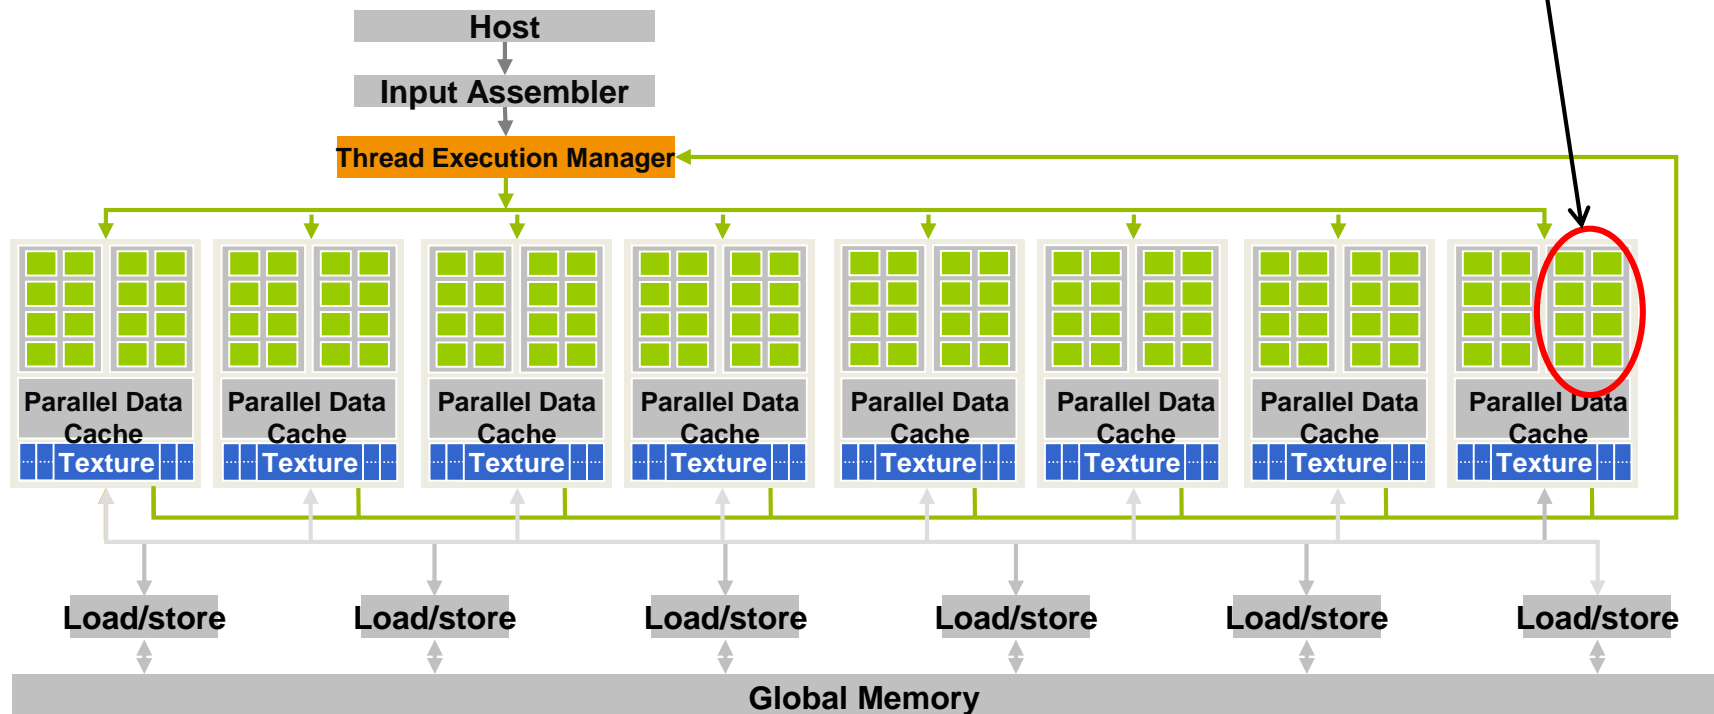 Host
Input Assembler
Thread Execution Manager
Parallel Data Cache
Parallel Data Cache
Parallel Data Cache
Parallel Data Cache
Parallel Data Cache
Parallel Data Cache
Parallel Data Cache
Parallel Data Cache
Texture
Texture
Texture
Texture
Texture
Texture
Texture
Texture
Load/store
Load/store
Load/store
Load/store
Load/store
Load/store
Global Memory